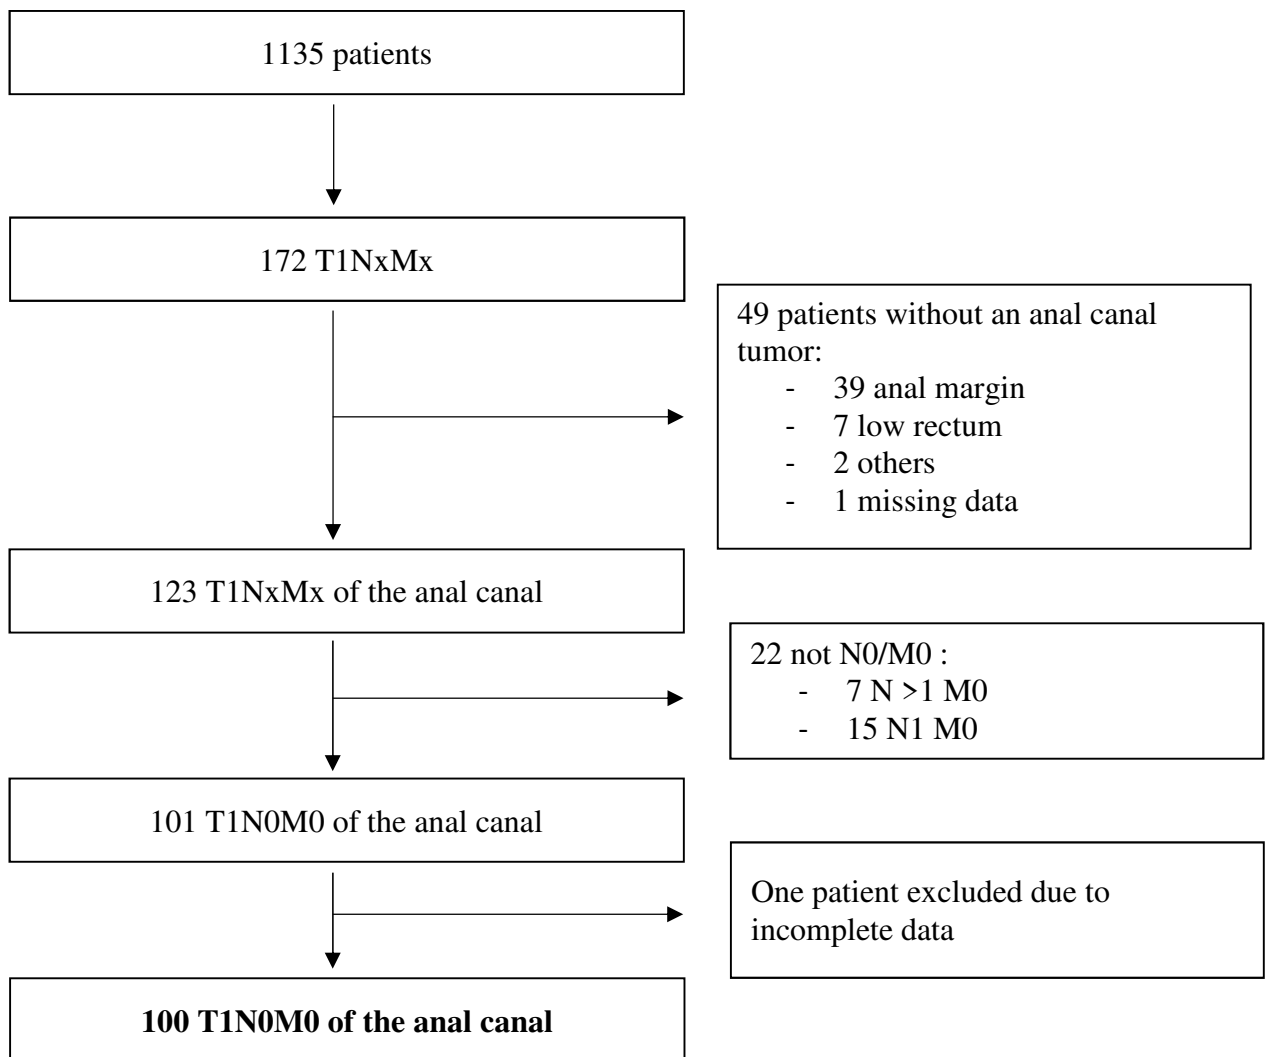 1135 patients
172 T1NxMx
49 patients without an anal canal
tumor:
- 39 anal margin
- 7 low rectum
- 2 others
- 1 missing data
123 T1NxMx of the anal canal
22 not N0/M0 :
- 7 N >1 M0
- 15 N1 M0
101 T1N0M0 of the anal canal
One patient excluded due to
incomplete data
100 T1N0M0 of the anal canal